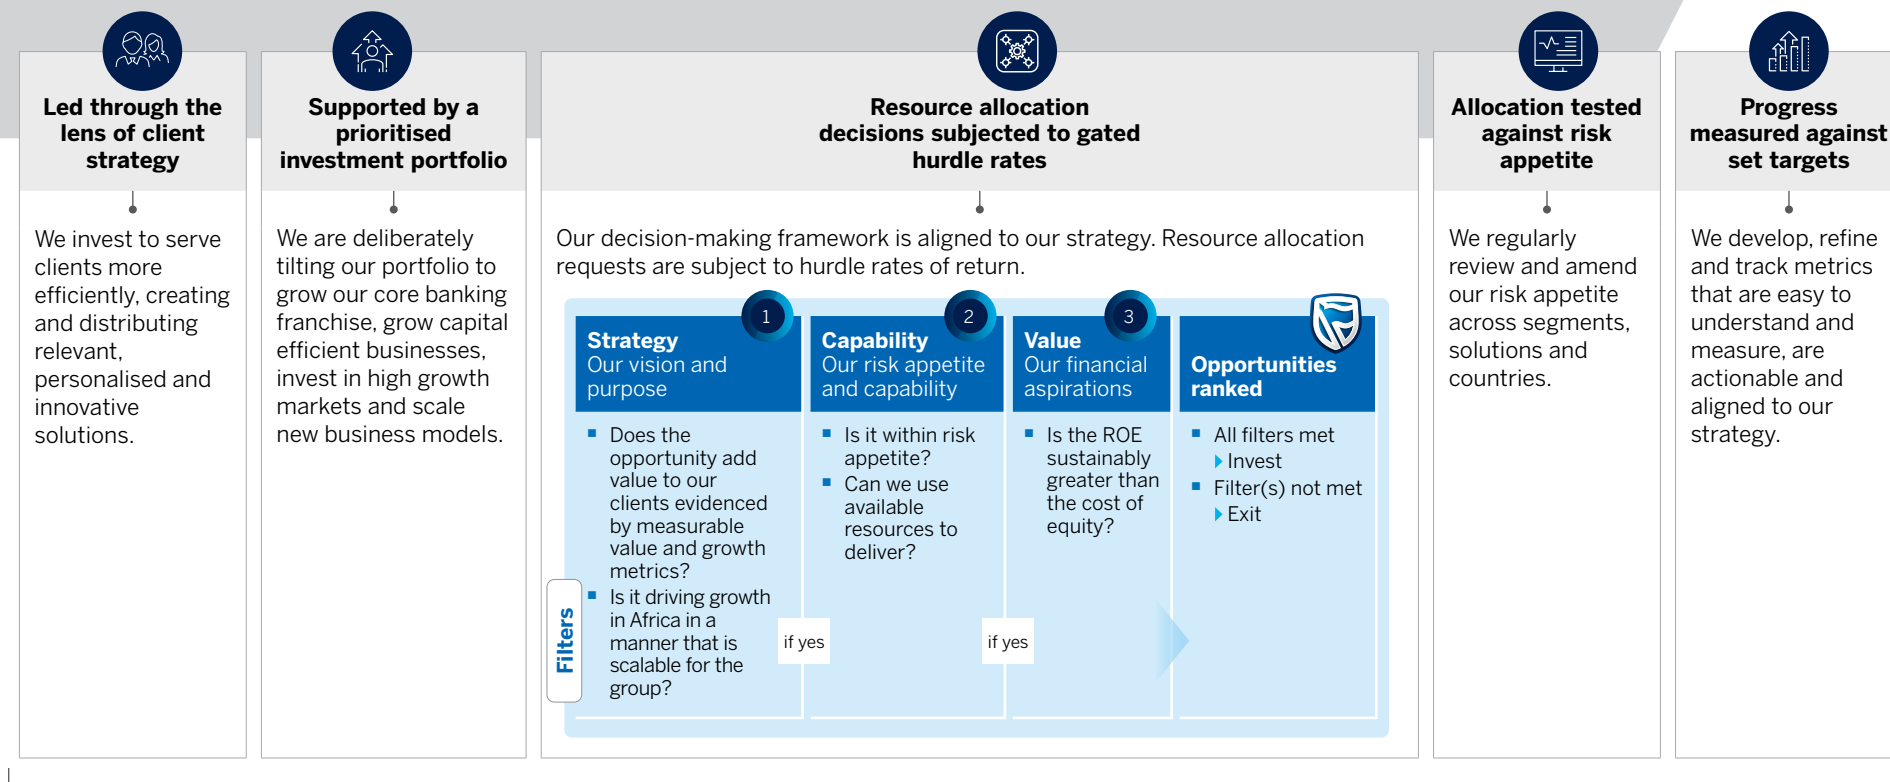 Led through the
lens of client
strategy
We invest to serve
clients more
efficiently, creating
and distributing
relevant,
personalised and
innovative
solutions.
Supported by a
prioritised
investment portfolio
We are deliberately
tilting our portfolio to
grow our core banking
franchise, grow capital
efficient businesses,
invest in high growth
markets and scale
new business models.
Resource allocation
decisions subjected to gated
hurdle rates
Our decision-making framework is aligned to our strategy. Resource allocation
requests are subject to hurdle rates of return.
Filters
1
Strategy
Our vision and
purpose
Does the
opportunity add
value to our
clients evidenced
by measurable
value and growth
metrics?
Is it driving growth
in Africa in a
manner that is
scalable for the
group?
if yes
2
Capability
Our risk appetite
and capability
Is it within risk
appetite?
Can we use
available
resources to
deliver?
if yes
3
Value
Our financial
aspirations
Is the ROE
sustainably
greater than
the cost of
equity?
Opportunities
ranked
All filters met
Invest
Filter(s) not met
Exit
Allocation tested
against risk
appetite
We regularly
review and amend
our risk appetite
across segments,
solutions and
countries.
Progress
measured against
set targets
We develop, refine
and track metrics
that are easy to
understand and
measure, are
actionable and
aligned to our
strategy.